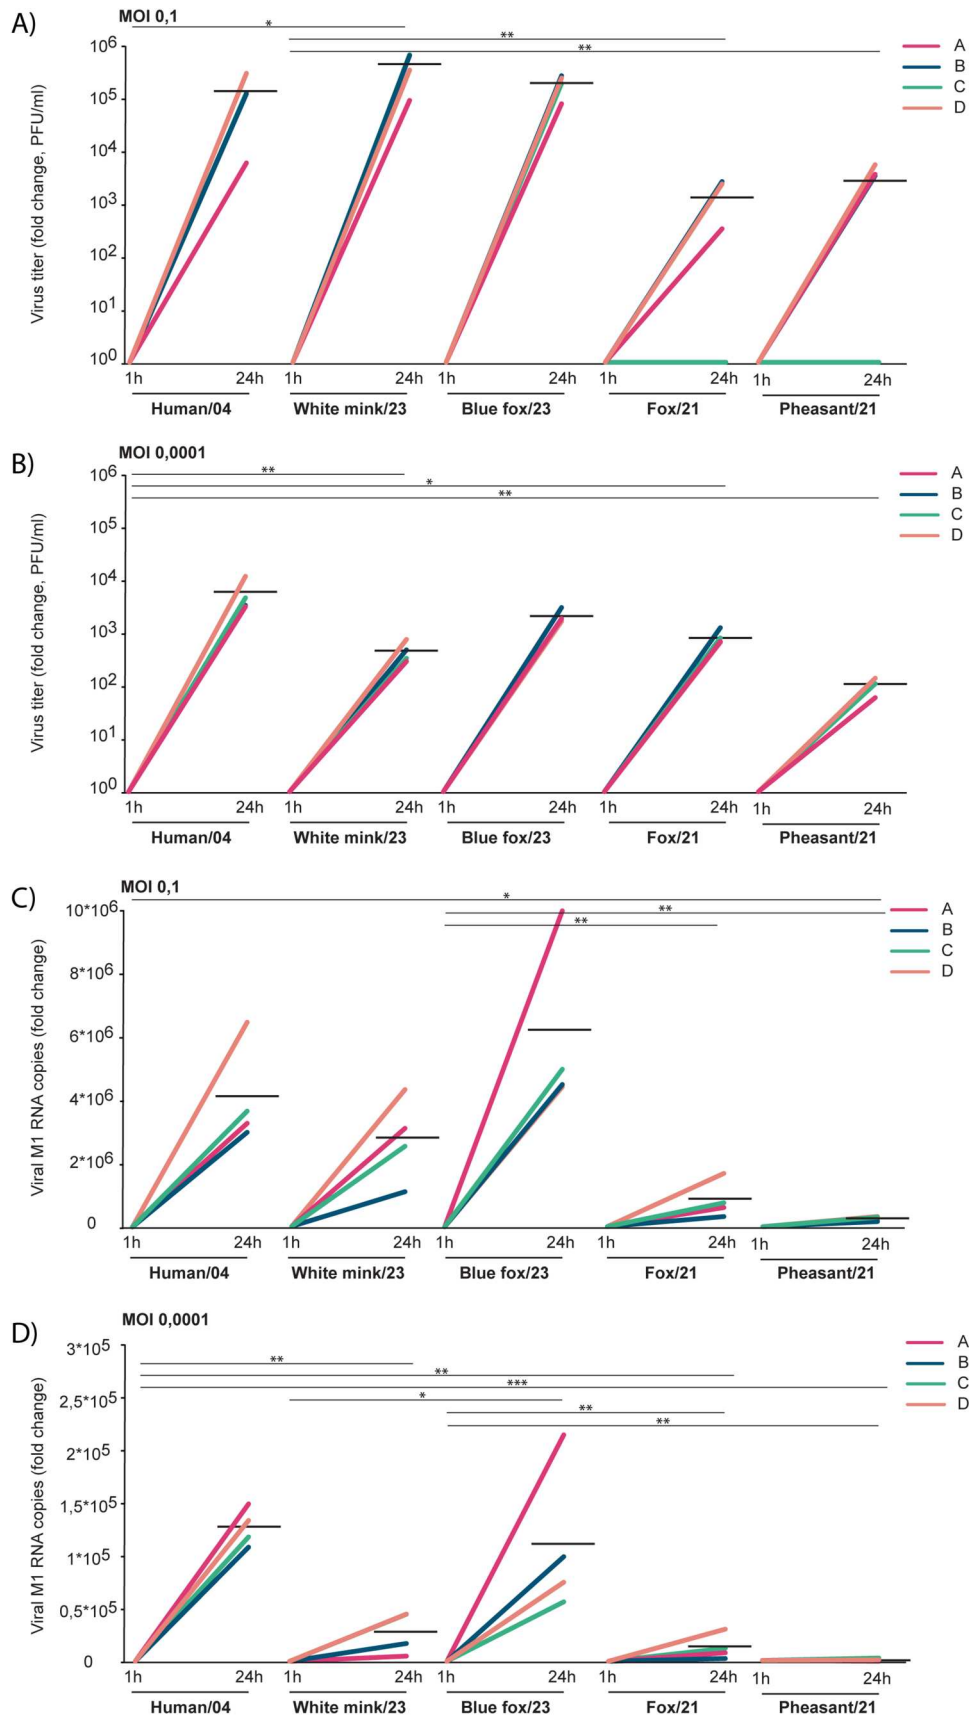 A)
MOI 0,1
*
**
**
A
B
C
D
Virus titer (fold change, PFU/ml)
10⁶
10⁵
10⁴
10³
10²
10¹
10⁰
1h 24h 1h 24h 1h 24h 1h 24h 1h 24h
Human/04 White mink/23 Blue fox/23 Fox/21 Pheasant/21
B)
MOI 0,0001
**
*
**
A
B
C
D
Virus titer (fold change, PFU/ml)
10⁶
10⁵
10⁴
10³
10²
10¹
10⁰
1h 24h 1h 24h 1h 24h 1h 24h 1h 24h
Human/04 White mink/23 Blue fox/23 Fox/21 Pheasant/21
C)
MOI 0,1
*
**
**
A
B
C
D
Viral M1 RNA copies (fold change)
10*10⁶
8*10⁶
6*10⁶
4*10⁶
2*10⁶
0
1h 24h 1h 24h 1h 24h 1h 24h 1h 24h
Human/04 White mink/23 Blue fox/23 Fox/21 Pheasant/21
D)
MOI 0,0001
**
**
***
*
**
**
A
B
C
D
Viral M1 RNA copies (fold change)
3*10⁵
2,5*10⁵
2*10⁵
1,5*10⁵
1*10⁵
0,5*10⁵
0
1h 24h 1h 24h 1h 24h 1h 24h 1h 24h
Human/04 White mink/23 Blue fox/23 Fox/21 Pheasant/21